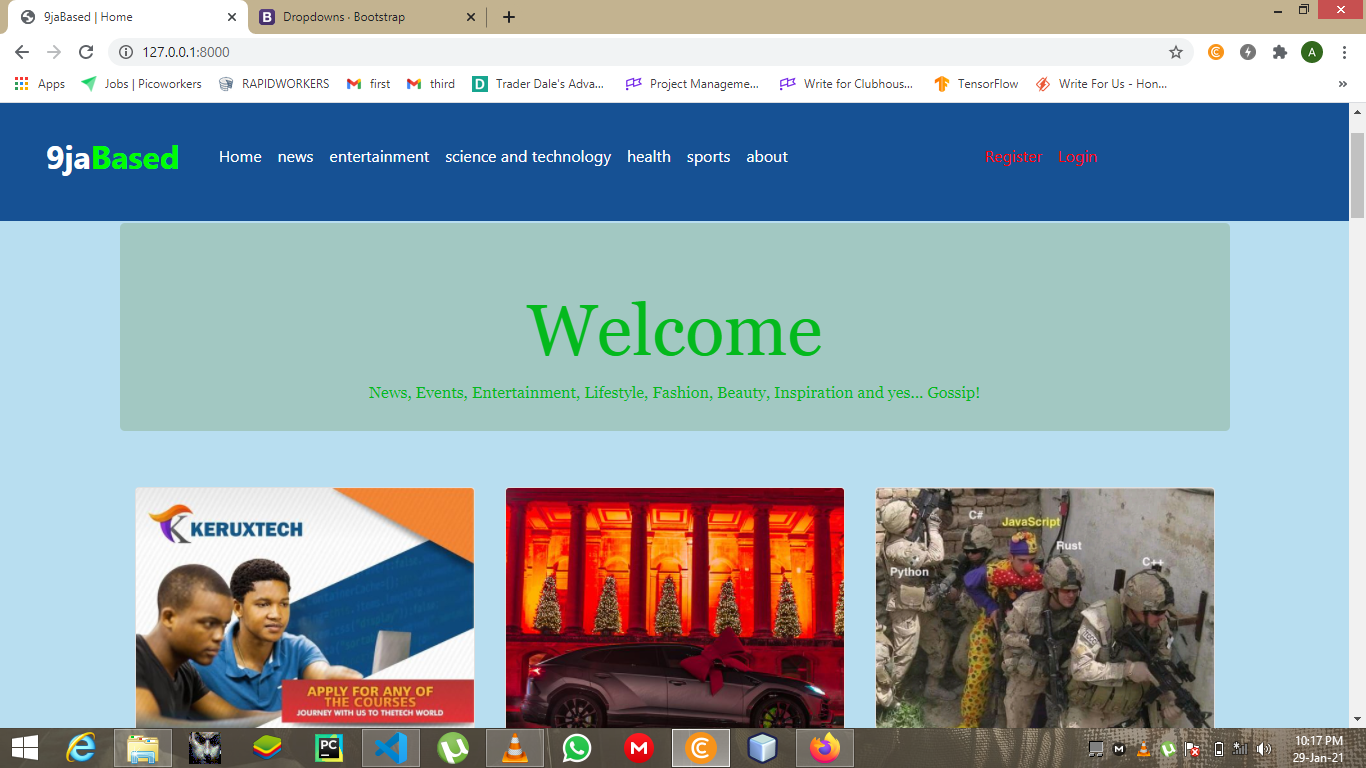 9jaBased | Home
Dropdowns · Bootstrap
127.0.0.1:8000
A
Apps
Jobs | Picoworkers
RAPIDWORKERS
first
third
D
Trader Dale's Adva...
Project Manageme...
Write for Clubhous...
TensorFlow
Write For Us - Hon...
9jaBased
Home news entertainment science and technology health sports about
Register Login
Welcome
News, Events, Entertainment, Lifestyle, Fashion, Beauty, Inspiration and yes... Gossip!
KERUXTECH
APPLY FOR ANY OF
THE COURSES
JOURNEY WITH US TO THETECH WORLD
C#
JavaScript
Rust
C++
Python
PC
10:17 PM
29-Jan-21